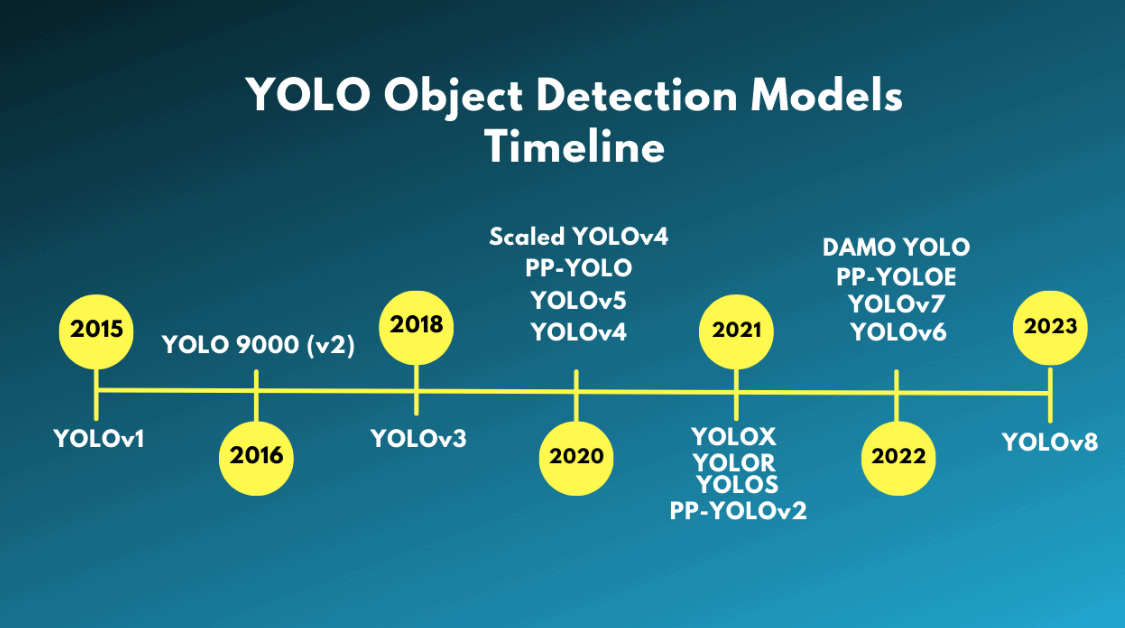 YOLO Object Detection Models
Timeline
2015
YOLOv1
YOLO 9000 (v2)
2016
2018
YOLOv3
Scaled YOLOv4
PP-YOLO
YOLOv5
YOLOv4
2020
2021
YOLOX
YOLOR
YOLOS
PP-YOLOv2
DAMO YOLO
PP-YOLOE
YOLOv7
YOLOv6
2022
2023
YOLOv8